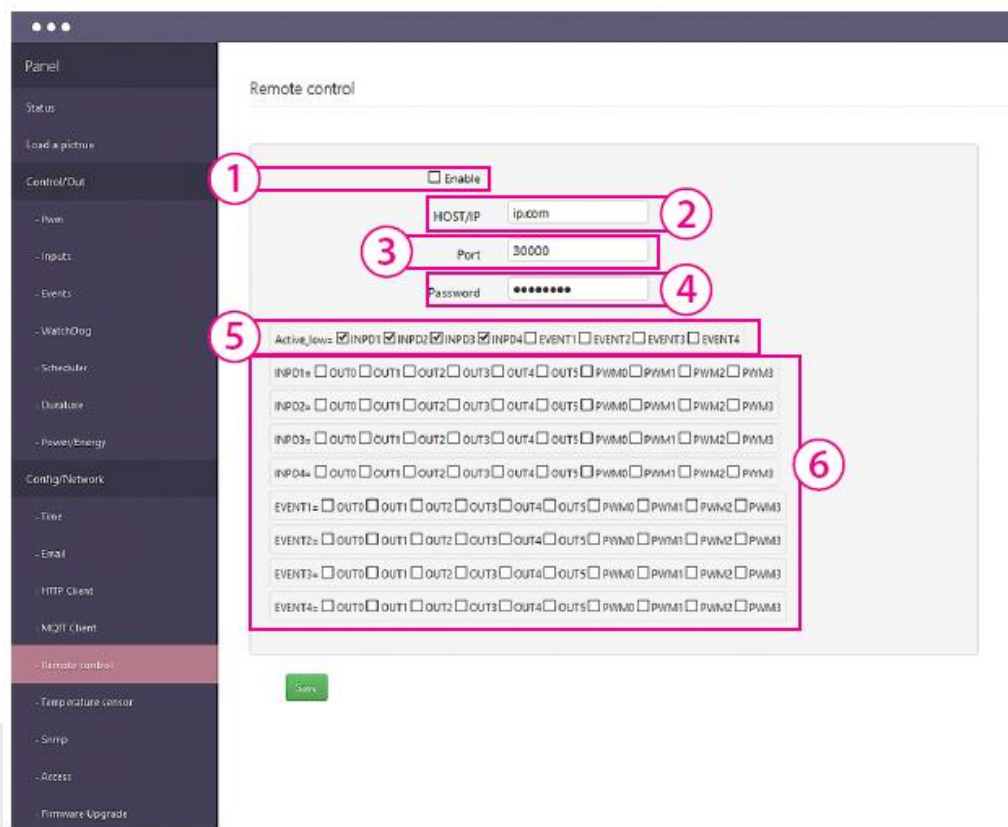 Panel
Status
Load a pictrue
Control/Out
- Pwm
- Inputs
- Events
- WatchDog
- Scheduler
- Duraluxe
- Power/Energy
Config/Network
- Time
- Email
- HTTP Client
- MQTT Client
- Remote control
- Temperature sensor
- Snmp
- Access
- Firmware Upgrade
Remote control
1 Enable
HOST/IP ip.com 2
3 Port 30000
Password 4
5 Active_low= INPD1 INPD2 INPD3 INPD4 EVENT1 EVENT2 EVENT3 EVENT4
INPD1= OUT0 OUT1 OUT2 OUT3 OUT4 OUT5 PWM0 PWM1 PWM2 PWM3
INPD2= OUT0 OUT1 OUT2 OUT3 OUT4 OUT5 PWM0 PWM1 PWM2 PWM3
INPD3= OUT0 OUT1 OUT2 OUT3 OUT4 OUT5 PWM0 PWM1 PWM2 PWM3
6
INPD4= OUT0 OUT1 OUT2 OUT3 OUT4 OUT5 PWM0 PWM1 PWM2 PWM3
EVENT1= OUT0 OUT1 OUT2 OUT3 OUT4 OUT5 PWM0 PWM1 PWM2 PWM3
EVENT2= OUT0 OUT1 OUT2 OUT3 OUT4 OUT5 PWM0 PWM1 PWM2 PWM3
EVENT3= OUT0 OUT1 OUT2 OUT3 OUT4 OUT5 PWM0 PWM1 PWM2 PWM3
EVENT4= OUT0 OUT1 OUT2 OUT3 OUT4 OUT5 PWM0 PWM1 PWM2 PWM3
Save